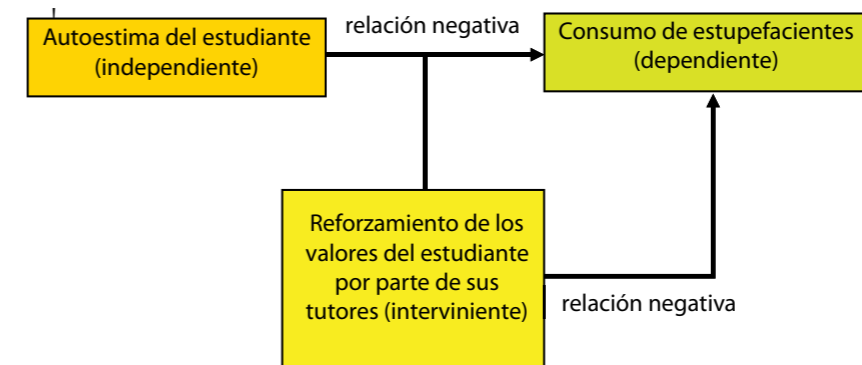 Autoestima del estudiante
(independiente)
relación negativa
Consumo de estupefacientes
(dependiente)
Reforzamiento de los
valores del estudiante
por parte de sus
tutores (interviniente)
relación negativa